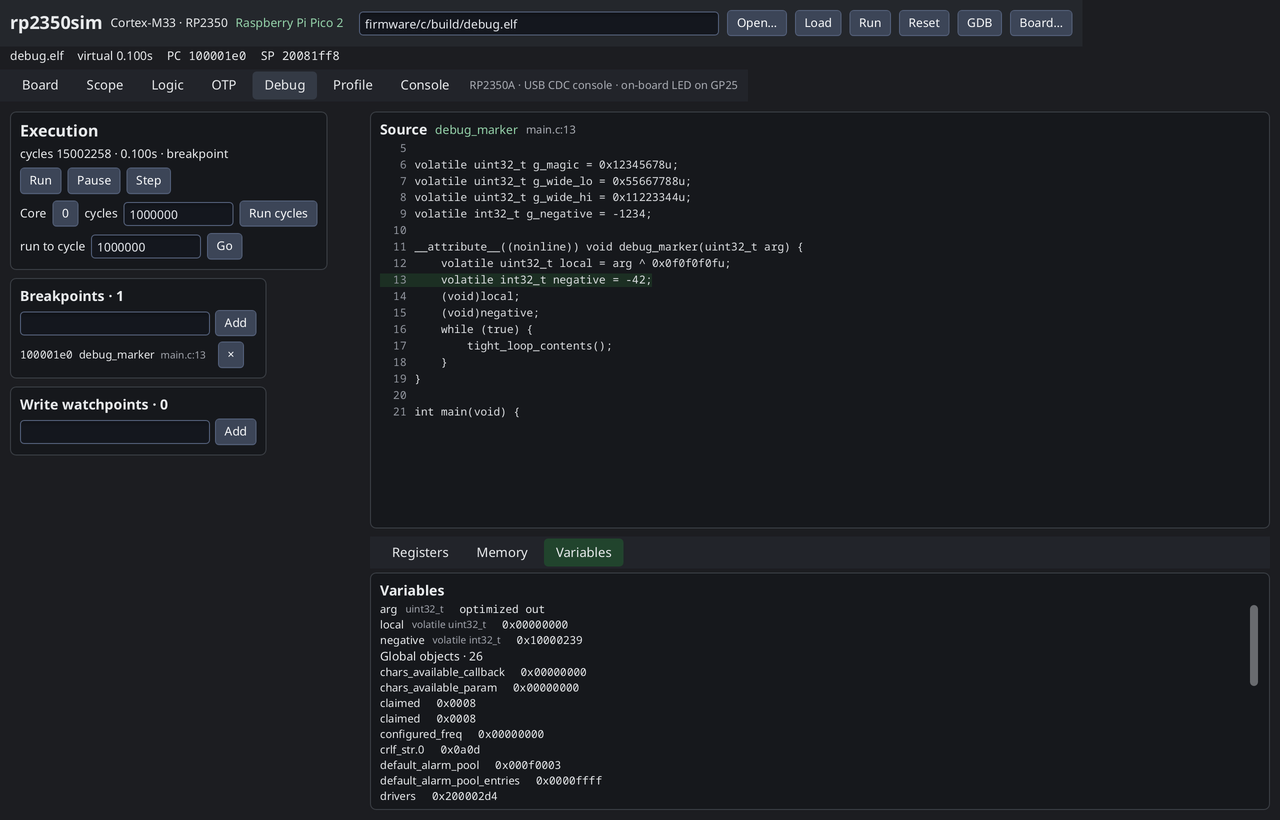 rp2350sim Cortex-M33 · RP2350 Raspberry Pi Pico 2 firmware/c/build/debug.elf Open... Load Run Reset GDB Board...
debug.elf virtual 0.100s PC 100001e0 SP 20081ff8
Board Scope Logic OTP Debug Profile Console RP2350A · USB CDC console · on-board LED on GP25
Execution
cycles 15002258 · 0.100s · breakpoint
Run Pause Step
Core 0 cycles 1000000 Run cycles
run to cycle 1000000 Go
Breakpoints · 1
Add
100001e0 debug_marker main.c:13 ×
Write watchpoints · 0
Add
Source debug_marker main.c:13
5
6 volatile uint32_t g_magic = 0x12345678u;
7 volatile uint32_t g_wide_lo = 0x55667788u;
8 volatile uint32_t g_wide_hi = 0x11223344u;
9 volatile int32_t g_negative = -1234;
10
11 __attribute__((noinline)) void debug_marker(uint32_t arg) {
12     volatile uint32_t local = arg ^ 0x0f0f0f0fu;
13     volatile int32_t negative = -42;
14     (void)local;
15     (void)negative;
16     while (true) {
17         tight_loop_contents();
18     }
19 }
20
21 int main(void) {
Registers Memory Variables
Variables
arg uint32_t optimized out
local volatile uint32_t 0x00000000
negative volatile int32_t 0x10000239
Global objects · 26
chars_available_callback 0x00000000
chars_available_param 0x00000000
claimed 0x0008
claimed 0x0008
configured_freq 0x00000000
crlf_str.0 0x0a0d
default_alarm_pool 0x000f0003
default_alarm_pool_entries 0x0000ffff
drivers 0x200002d4